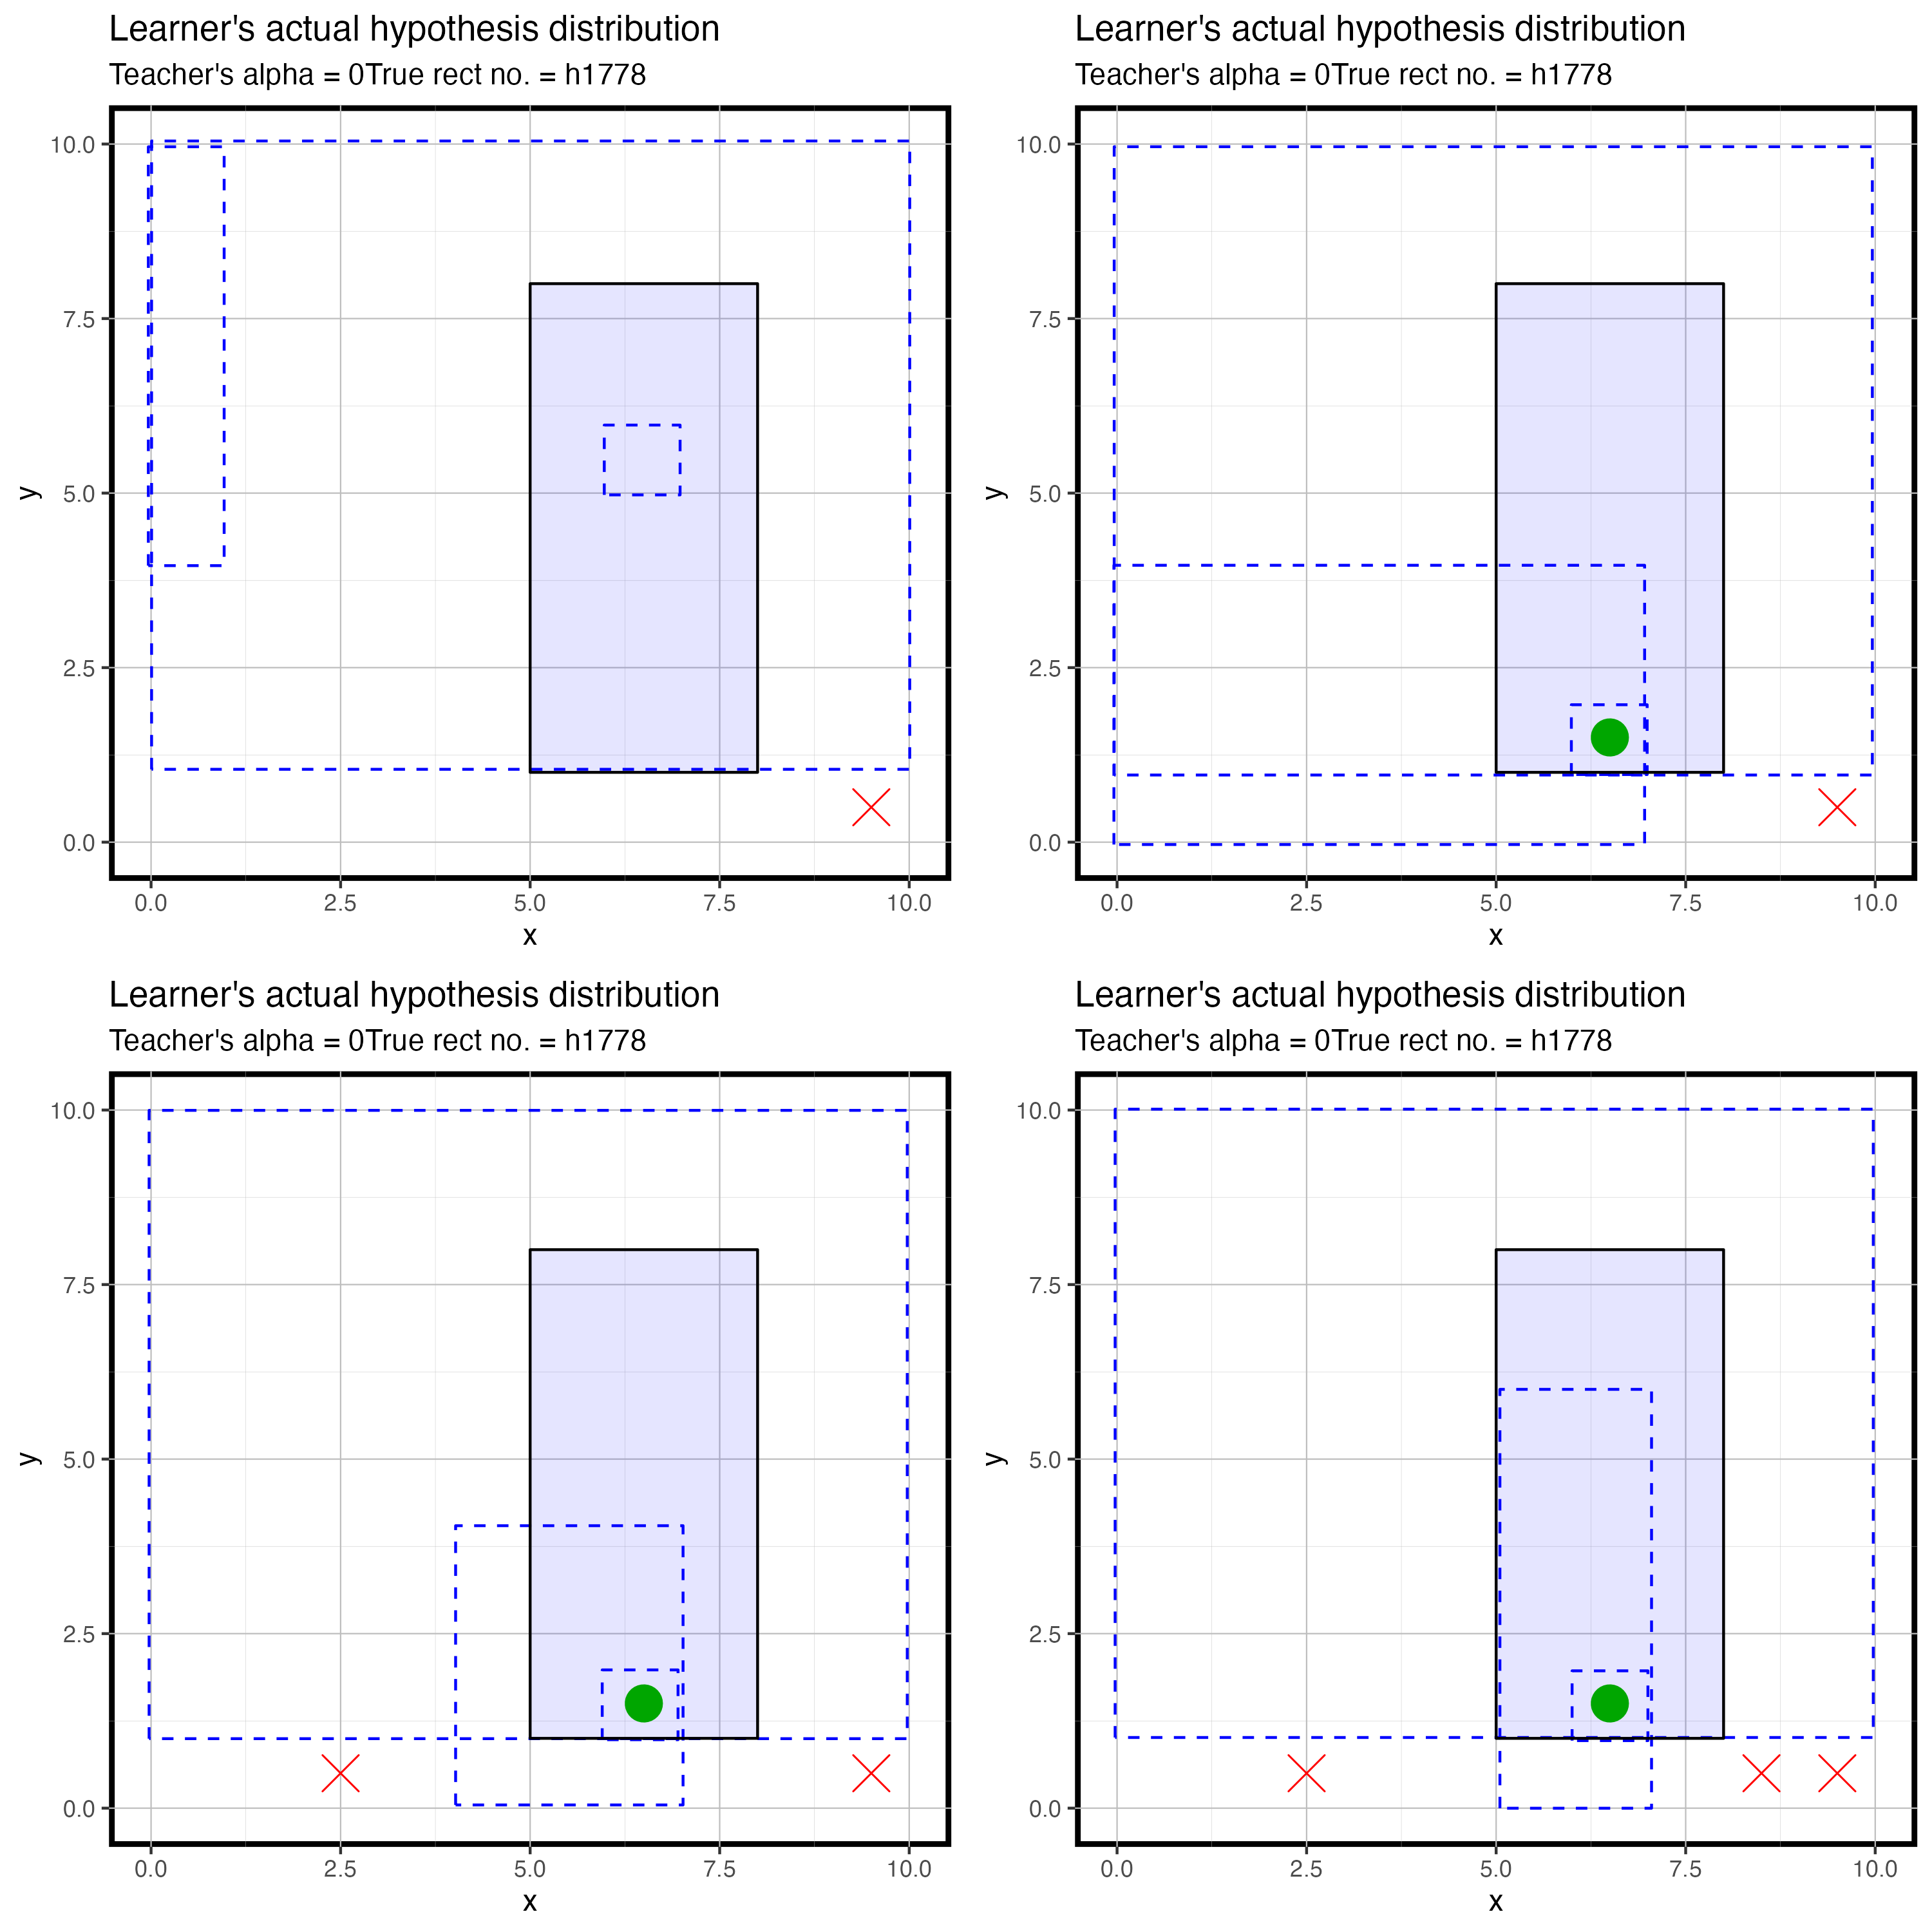 Learner's actual hypothesis distribution
Teacher's alpha = 0True rect no. = h1778
10.0
7.5
5.0
2.5
0.0
y
0.0 2.5 5.0 7.5 10.0
x
Learner's actual hypothesis distribution
Teacher's alpha = 0True rect no. = h1778
10.0
7.5
5.0
2.5
0.0
y
0.0 2.5 5.0 7.5 10.0
x
Learner's actual hypothesis distribution
Teacher's alpha = 0True rect no. = h1778
10.0
7.5
5.0
2.5
0.0
y
0.0 2.5 5.0 7.5 10.0
x
Learner's actual hypothesis distribution
Teacher's alpha = 0True rect no. = h1778
10.0
7.5
5.0
2.5
0.0
y
0.0 2.5 5.0 7.5 10.0
x